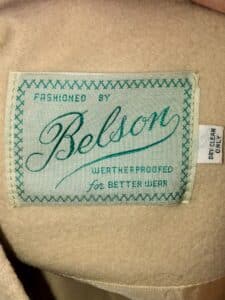 FASHIONED BY
Belson
WEATHERPROOFED
for BETTER WEAR
DRY CLEAN
ONLY